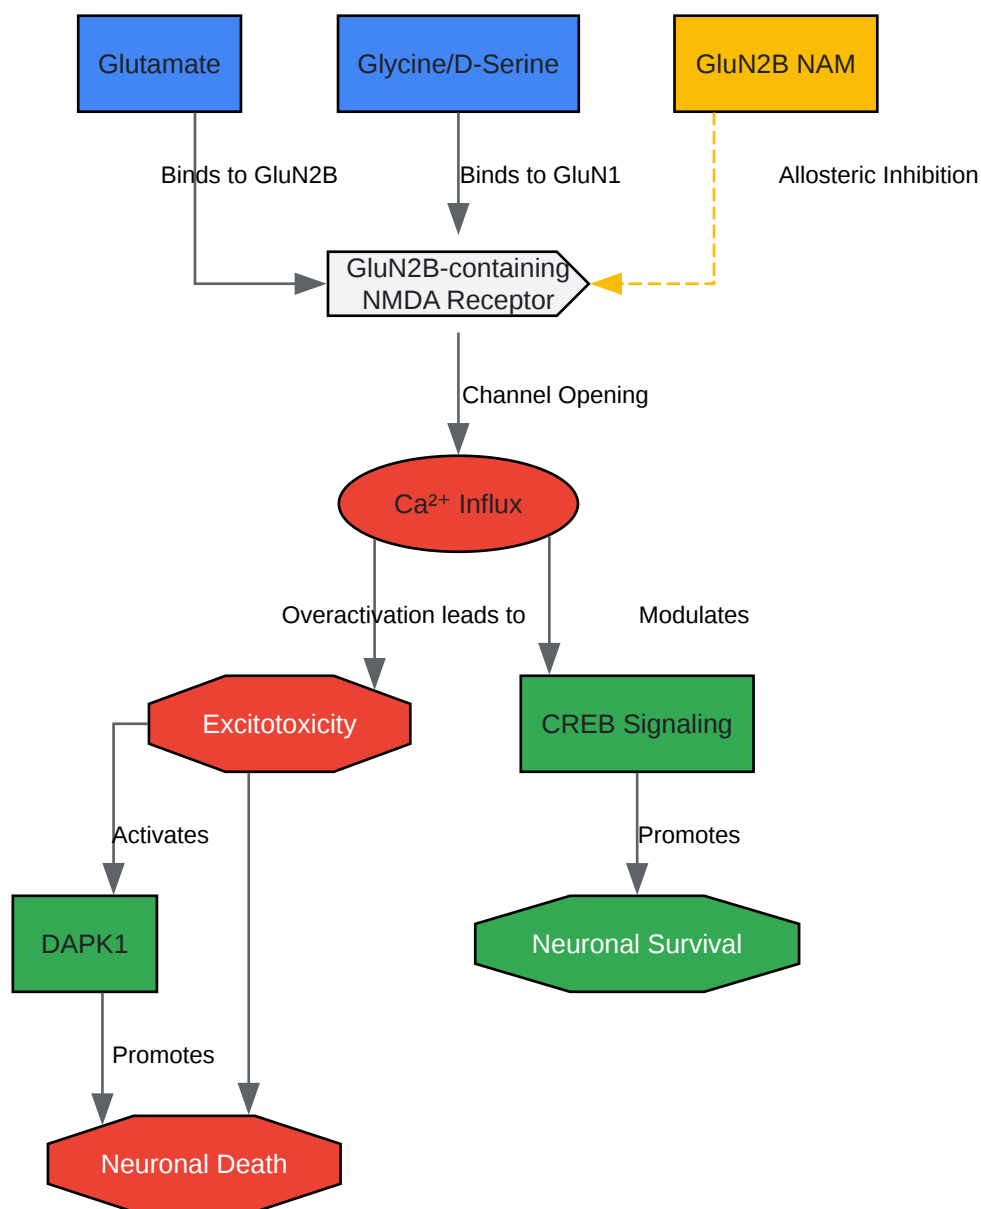 Glutamate
Glycine/D-Serine
GluN2B NAM
Binds to GluN2B
Binds to GluN1
Allosteric Inhibition
GluN2B-containing
NMDA Receptor
Channel Opening
Ca²⁺ Influx
Overactivation leads to
Modulates
Excitotoxicity
CREB Signaling
Activates
Promotes
DAPK1
Neuronal Survival
Promotes
Neuronal Death